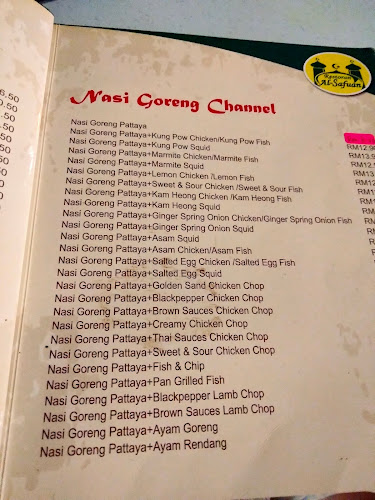 Restoran
Al-Safuan
Nasi Goreng Channel
Nasi Goreng Pattaya
Nasi Goreng Pattaya+Kung Pow Chicken/Kung Pow Fish
Nasi Goreng Pattaya+Kung Pow Squid
Nasi Goreng Pattaya+Marmite Chicken/Marmite Fish
Nasi Goreng Pattaya+Marmite Squid
Nasi Goreng Pattaya+Lemon Chicken /Lemon Fish
Nasi Goreng Pattaya+Sweet & Sour Chicken /Sweet & Sour Fish
Nasi Goreng Pattaya+Kam Heong Chicken /Kam Heong Fish
Nasi Goreng Pattaya+Kam Heong Squid
Nasi Goreng Pattaya+Ginger Spring Onion Chicken/Ginger Spring Onion Fish
Nasi Goreng Pattaya+Ginger Spring Onion Squid
Nasi Goreng Pattaya+Asam Squid
Nasi Goreng Pattaya+Asam Chicken/Asam Fish
Nasi Goreng Pattaya+Salted Egg Chicken /Salted Egg Fish
Nasi Goreng Pattaya+Salted Egg Squid
Nasi Goreng Pattaya+Golden Sand Chicken Chop
Nasi Goreng Pattaya+Blackpepper Chicken Chop
Nasi Goreng Pattaya+Brown Sauces Chicken Chop
Nasi Goreng Pattaya+Creamy Chicken Chop
Nasi Goreng Pattaya+Thai Sauces Chicken Chop
Nasi Goreng Pattaya+Sweet & Sour Chicken Chop
Nasi Goreng Pattaya+Fish & Chip
Nasi Goreng Pattaya+Pan Grilled Fish
Nasi Goreng Pattaya+Blackpepper Lamb Chop
Nasi Goreng Pattaya+Brown Sauces Lamb Chop
Nasi Goreng Pattaya+Ayam Goreng
Nasi Goreng Pattaya+Ayam Rendang